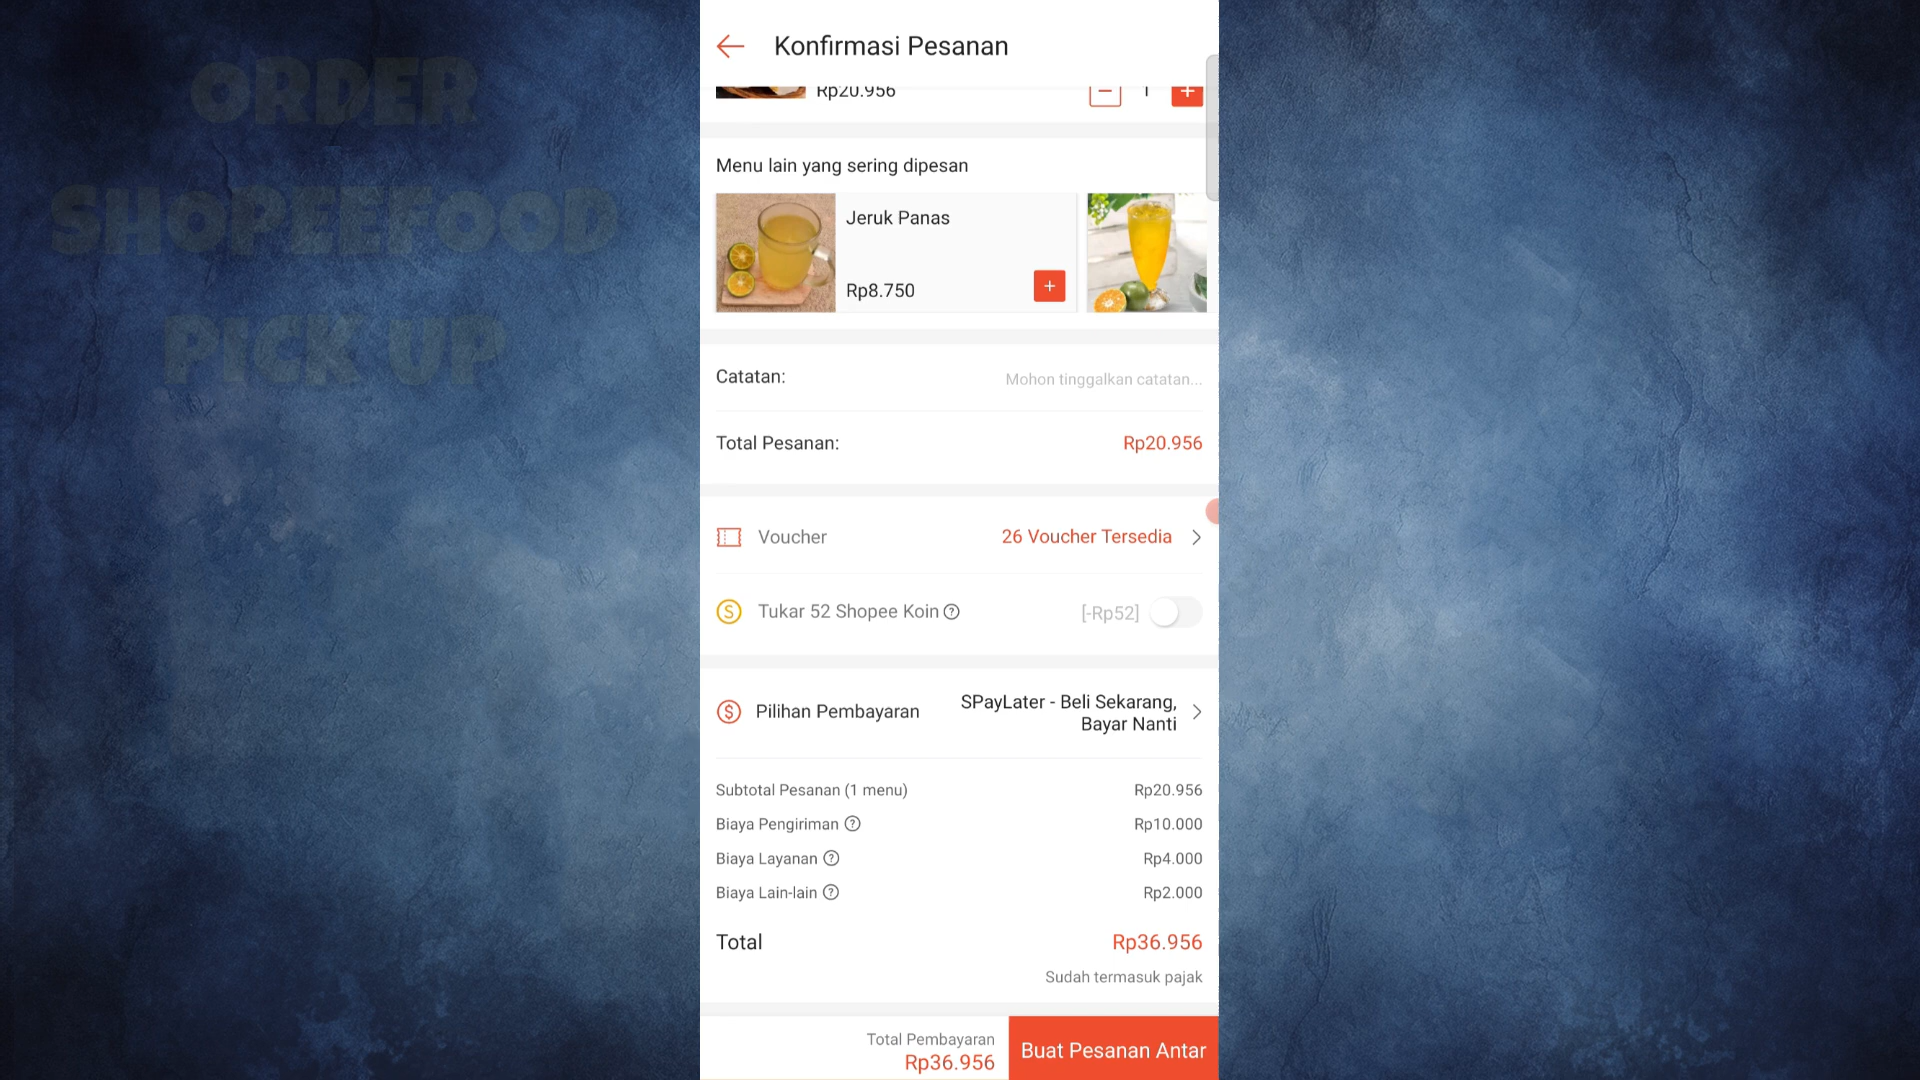 ORDER
SHOPEEFOOD
PICK UP
Konfirmasi Pesanan
Rp20.956
1
Menu lain yang sering dipesan
Jeruk Panas
Rp8.750
Catatan:
Mohon tinggalkan catatan...
Total Pesanan:
Rp20.956
Voucher
26 Voucher Tersedia
Tukar 52 Shopee Koin
[-Rp52]
Pilihan Pembayaran
SPayLater - Beli Sekarang,
Bayar Nanti
Subtotal Pesanan (1 menu)
Rp20.956
Biaya Pengiriman
Rp10.000
Biaya Layanan
Rp4.000
Biaya Lain-lain
Rp2.000
Total
Rp36.956
Sudah termasuk pajak
Total Pembayaran
Rp36.956
Buat Pesanan Antar